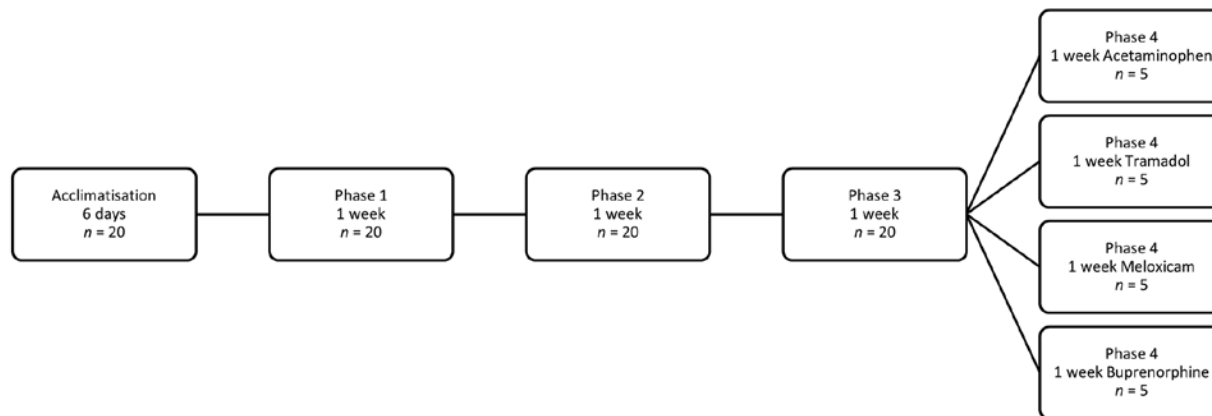 Acclimatisation
6 days
n = 20
Phase 1
1 week
n = 20
Phase 2
1 week
n = 20
Phase 3
1 week
n = 20
Phase 4
1 week Acetaminophen
n = 5
Phase 4
1 week Tramadol
n = 5
Phase 4
1 week Meloxicam
n = 5
Phase 4
1 week Buprenorphine
n = 5